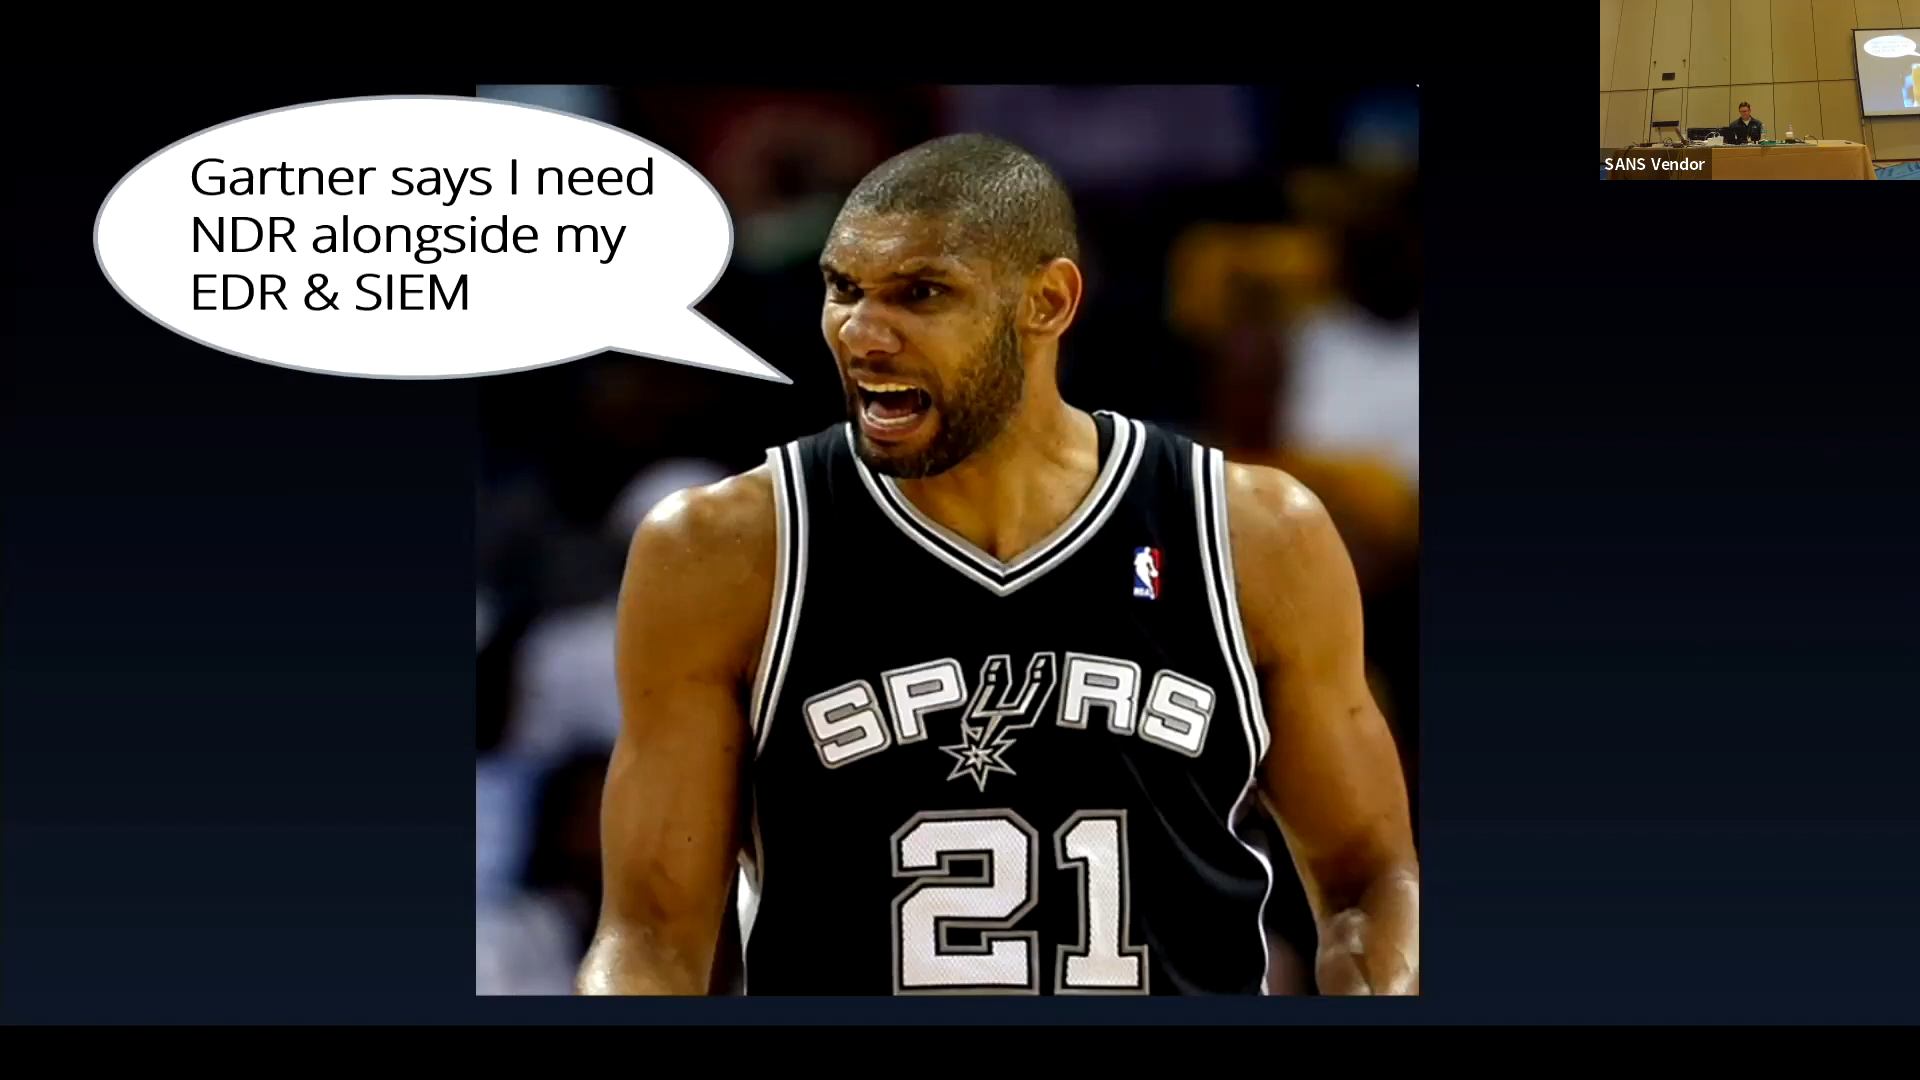 Gartner says I need
NDR alongside my
EDR & SIEM
SANS Vendor
SPURS
21